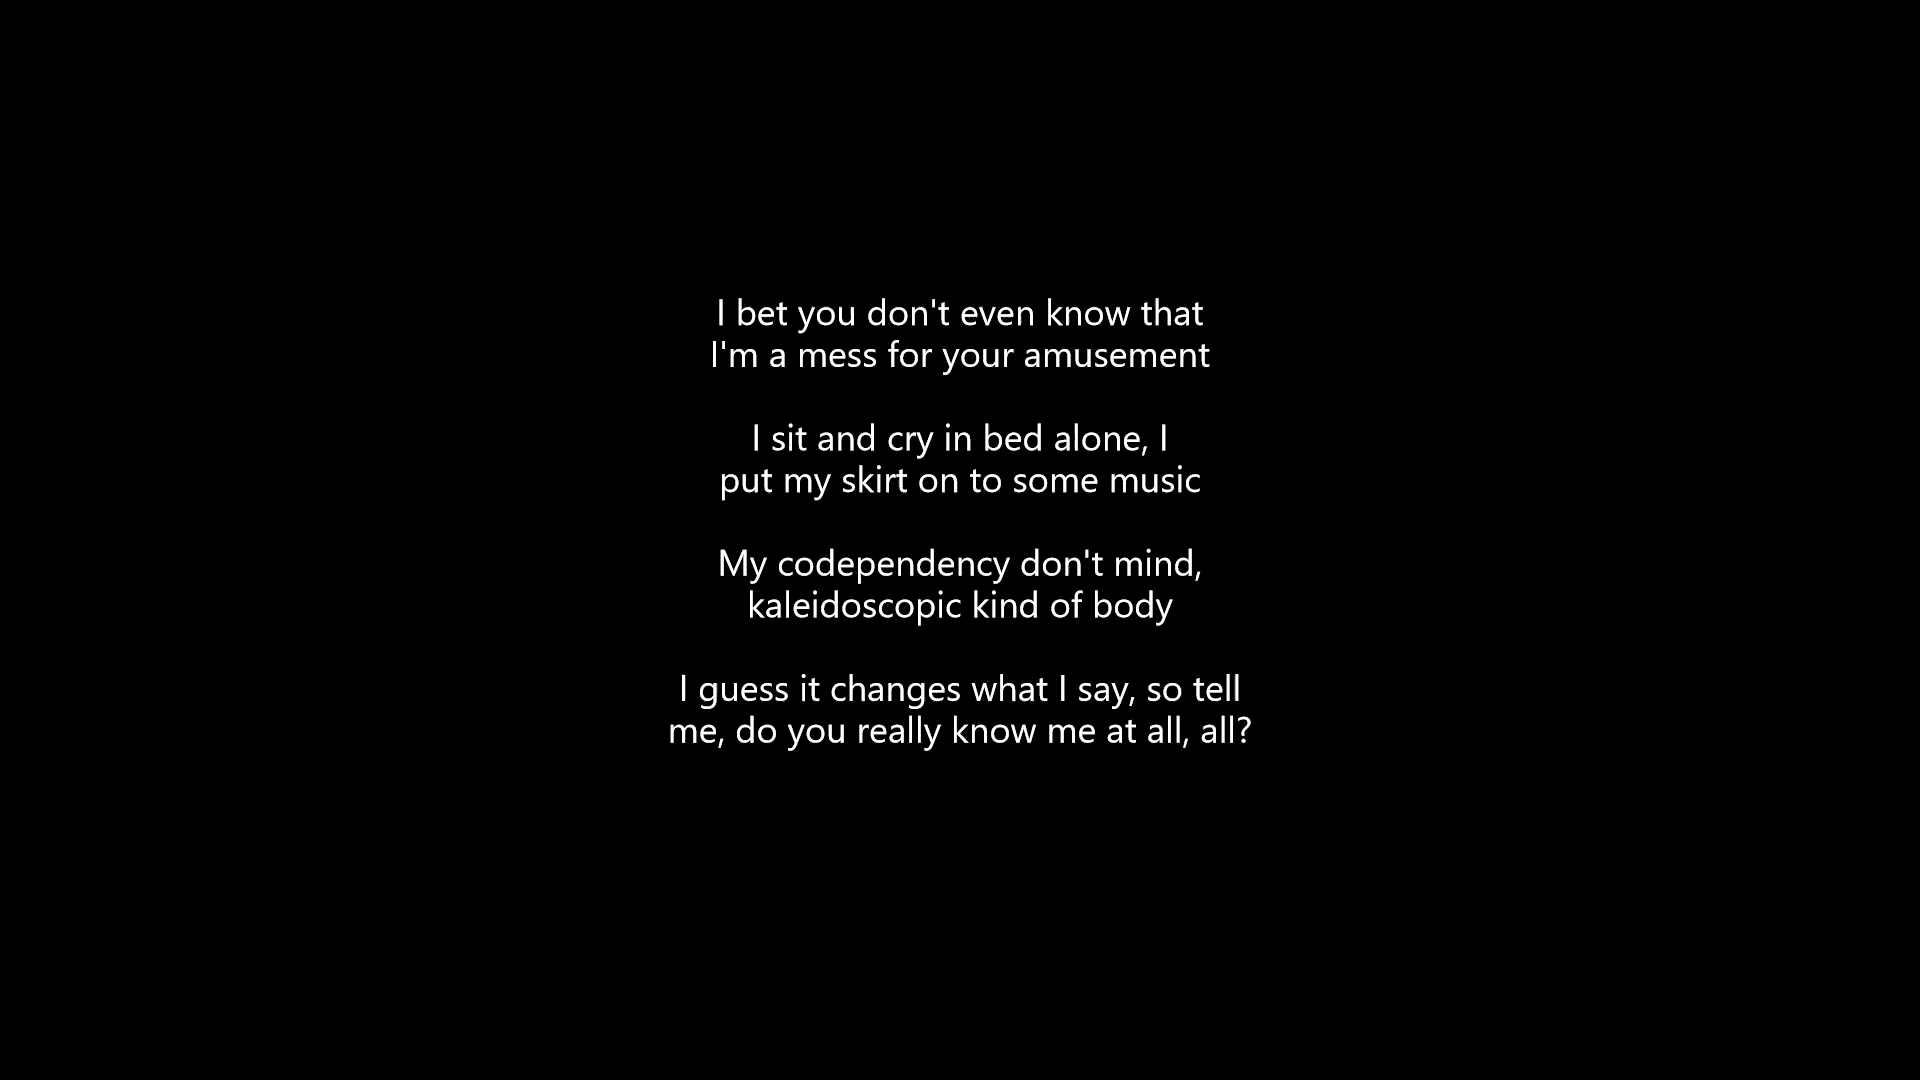 I bet you don't even know that
I'm a mess for your amusement
I sit and cry in bed alone, I
put my skirt on to some music
My codependency don't mind,
kaleidoscopic kind of body
I guess it changes what I say, so tell
me, do you really know me at all, all?